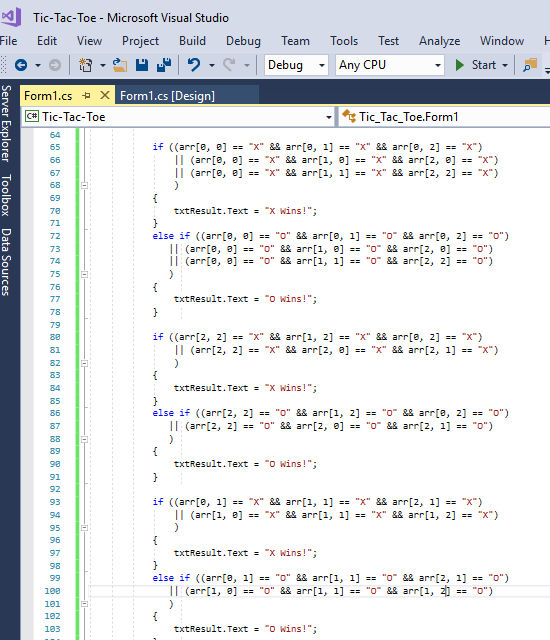 Tic-Tac-Toe - Microsoft Visual Studio
File Edit View Project Build Debug Team Tools Test Analyze Window
Debug Any CPU Start
Form1.cs Form1.cs [Design]
Server Explorer
Toolbox
Data Sources
C# Tic-Tac-Toe Tic_Tac_Toe.Form1
64
65 if ((arr[0, 0] == "X" && arr[0, 1] == "X" && arr[0, 2] == "X")
66 || (arr[0, 0] == "X" && arr[1, 0] == "X" && arr[2, 0] == "X")
67 || (arr[0, 0] == "X" && arr[1, 1] == "X" && arr[2, 2] == "X")
68 )
69 {
70 txtResult.Text = "X Wins!";
71 }
72 else if ((arr[0, 0] == "O" && arr[0, 1] == "O" && arr[0, 2] == "O")
73 || (arr[0, 0] == "O" && arr[1, 0] == "O" && arr[2, 0] == "O")
74 || (arr[0, 0] == "O" && arr[1, 1] == "O" && arr[2, 2] == "O")
75 )
76 {
77 txtResult.Text = "O Wins!";
78 }
79
80 if ((arr[2, 2] == "X" && arr[1, 2] == "X" && arr[0, 2] == "X")
81 || (arr[2, 2] == "X" && arr[2, 0] == "X" && arr[2, 1] == "X")
82 )
83 {
84 txtResult.Text = "X Wins!";
85 }
86 else if ((arr[2, 2] == "O" && arr[1, 2] == "O" && arr[0, 2] == "O")
87 || (arr[2, 2] == "O" && arr[2, 0] == "O" && arr[2, 1] == "O")
88 )
89 {
90 txtResult.Text = "O Wins!";
91 }
92
93 if ((arr[0, 1] == "X" && arr[1, 1] == "X" && arr[2, 1] == "X")
94 || (arr[1, 0] == "X" && arr[1, 1] == "X" && arr[1, 2] == "X")
95 )
96 {
97 txtResult.Text = "X Wins!";
98 }
99 else if ((arr[0, 1] == "O" && arr[1, 1] == "O" && arr[2, 1] == "O")
100 || (arr[1, 0] == "O" && arr[1, 1] == "O" && arr[1, 2] == "O")
101 )
102 {
103 txtResult.Text = "O Wins!";